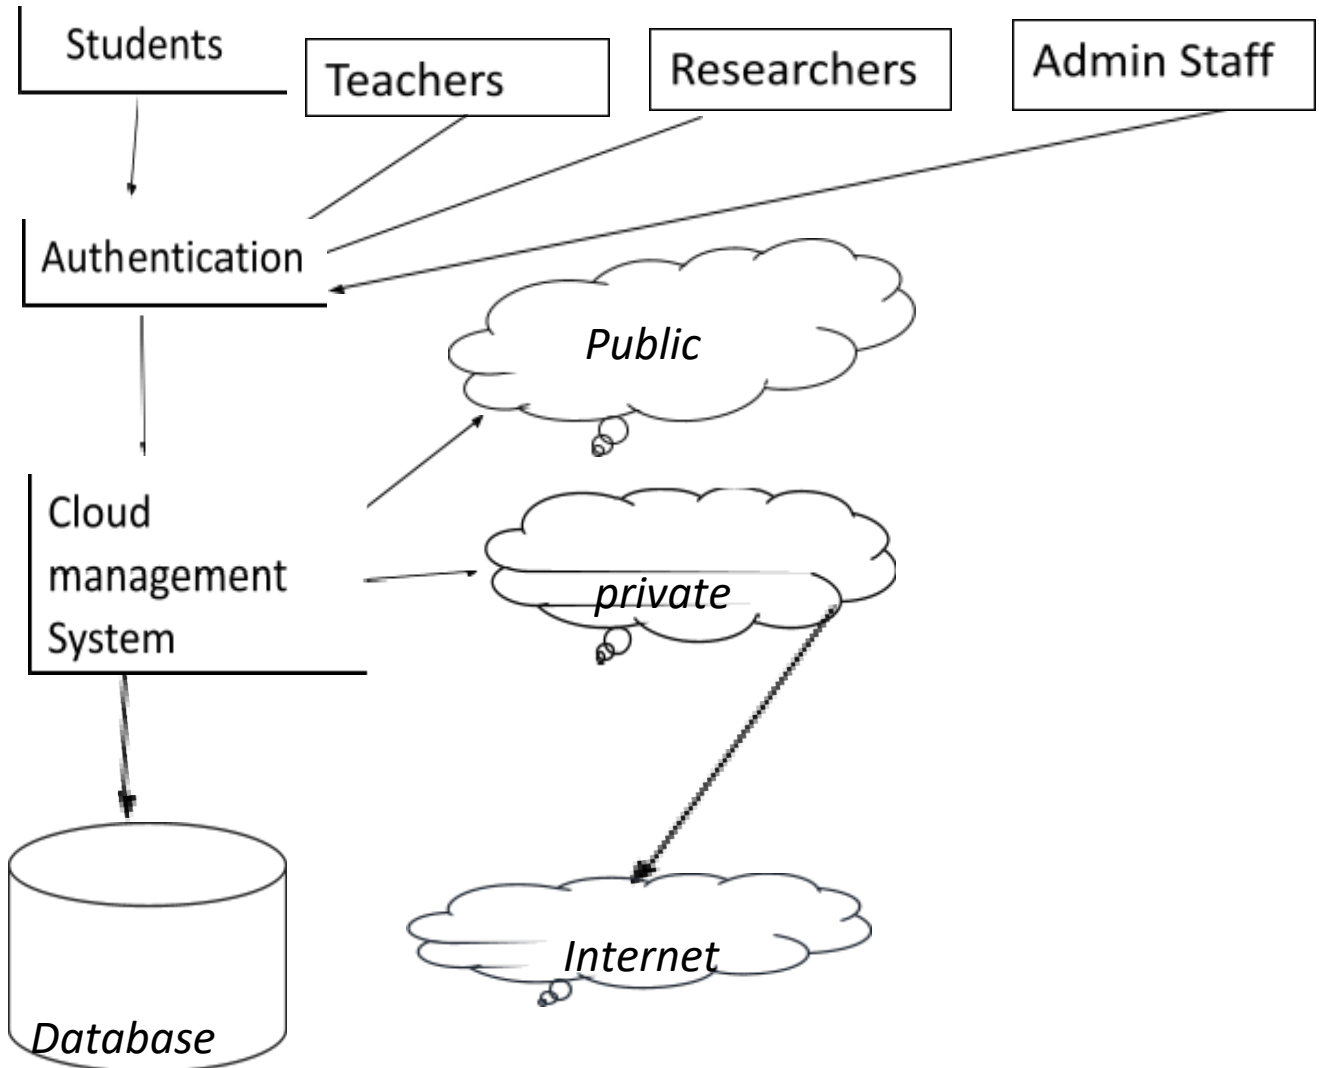 Students
Teachers
Researchers
Admin Staff
Authentication
Public
Cloud
management
System
private
Internet
Database